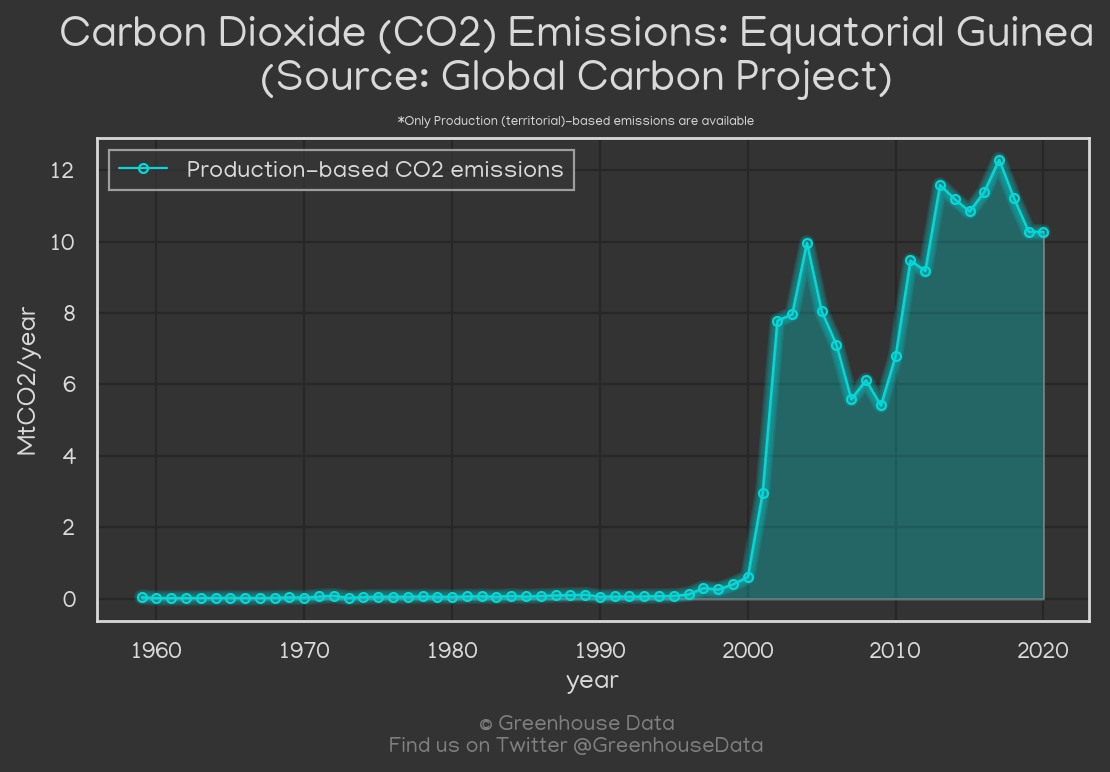 Carbon Dioxide (CO2) Emissions: Equatorial Guinea
(Source: Global Carbon Project)
*Only Production (territorial)-based emissions are available
Production-based CO2 emissions
MtCO2/year
12
10
8
6
4
2
0
1960 1970 1980 1990 2000 2010 2020
year
© Greenhouse Data
Find us on Twitter @GreenhouseData